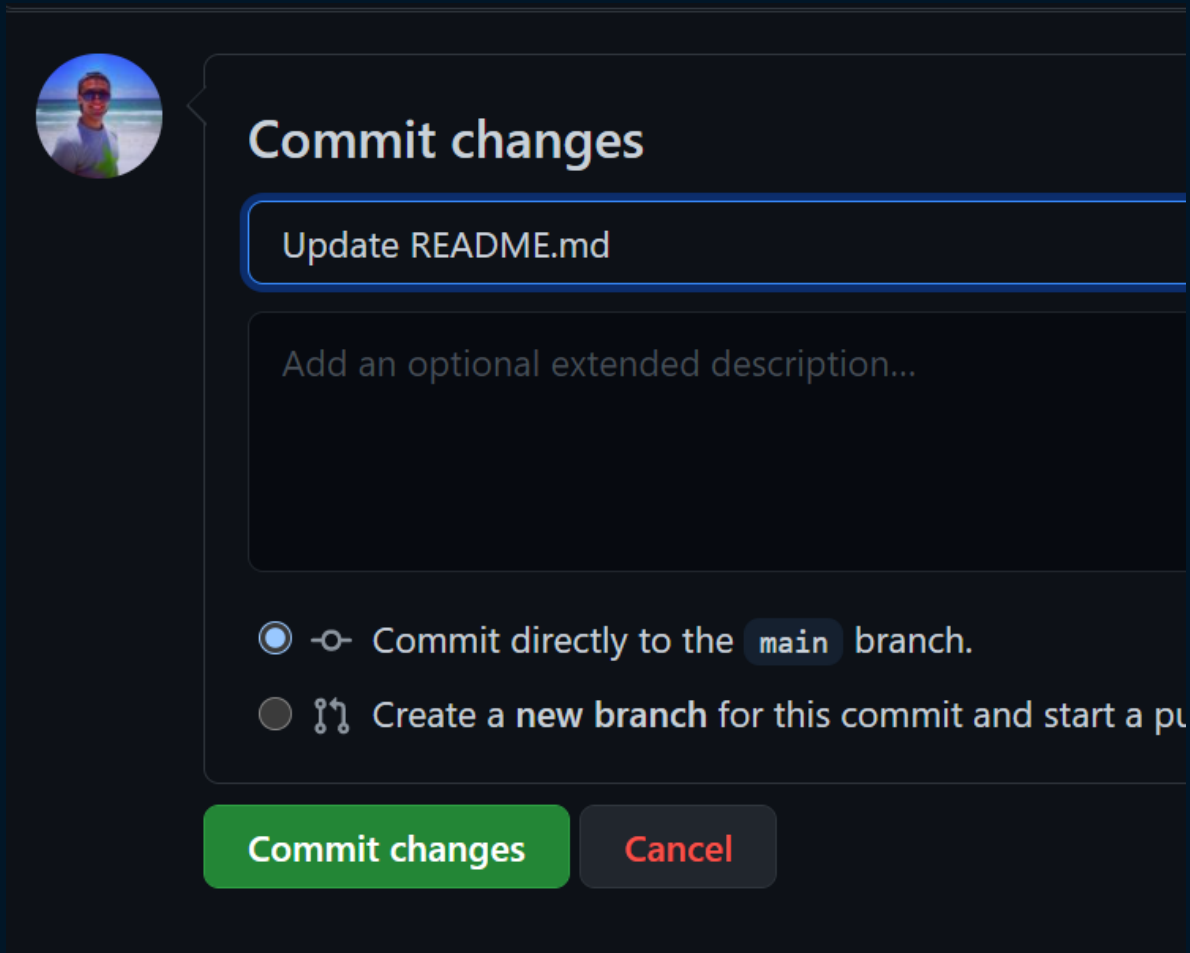 Commit changes
Update README.md
Add an optional extended description...
Commit directly to the main branch.
Create a new branch for this commit and start a pu
Commit changes
Cancel